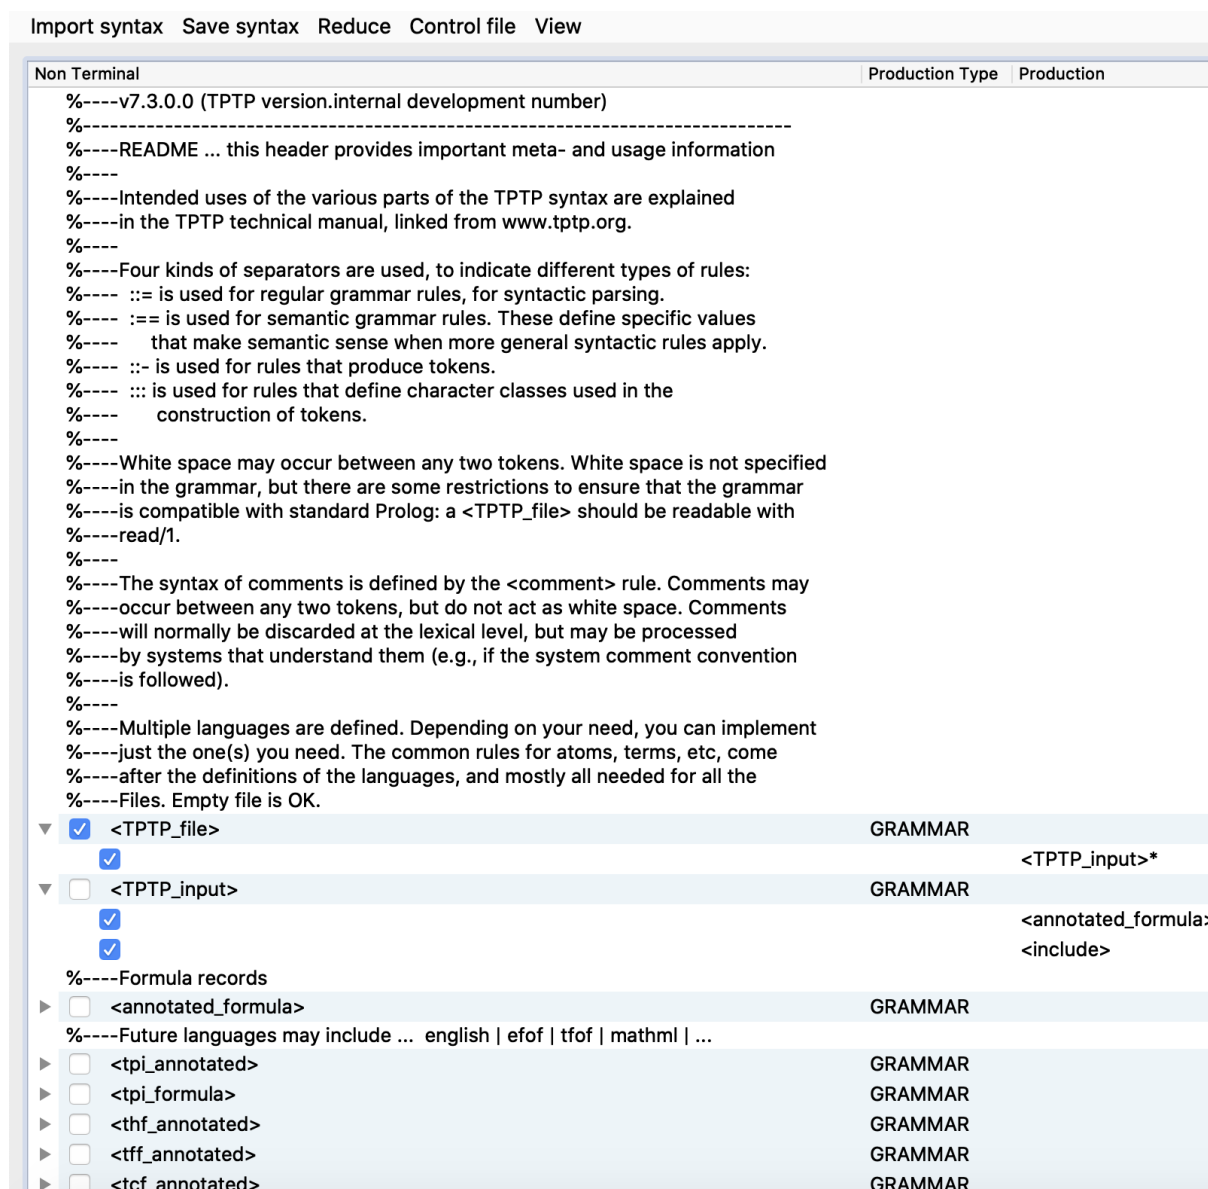 Import syntax Save syntax Reduce Control file View
Non Terminal Production Type Production
%----v7.3.0.0 (TPTP version.internal development number)
%------------------------------------------------------------------------------
%----README ... this header provides important meta- and usage information
%----
%----Intended uses of the various parts of the TPTP syntax are explained
%----in the TPTP technical manual, linked from www.tptp.org.
%----
%----Four kinds of separators are used, to indicate different types of rules:
%---- ::= is used for regular grammar rules, for syntactic parsing.
%---- :== is used for semantic grammar rules. These define specific values
%---- that make semantic sense when more general syntactic rules apply.
%---- ::- is used for rules that produce tokens.
%---- ::: is used for rules that define character classes used in the
%---- construction of tokens.
%----
%----White space may occur between any two tokens. White space is not specified
%----in the grammar, but there are some restrictions to ensure that the grammar
%----is compatible with standard Prolog: a <TPTP_file> should be readable with
%----read/1.
%----
%----The syntax of comments is defined by the <comment> rule. Comments may
%----occur between any two tokens, but do not act as white space. Comments
%----will normally be discarded at the lexical level, but may be processed
%----by systems that understand them (e.g., if the system comment convention
%----is followed).
%----
%----Multiple languages are defined. Depending on your need, you can implement
%----just the one(s) you need. The common rules for atoms, terms, etc, come
%----after the definitions of the languages, and mostly all needed for all the
%----Files. Empty file is OK.
<TPTP_file> GRAMMAR
<TPTP_input>*
<TPTP_input> GRAMMAR
<annotated_formula>
<include>
%----Formula records
<annotated_formula> GRAMMAR
%----Future languages may include ... english | efof | tfof | mathml | ...
<tpi_annotated> GRAMMAR
<tpi_formula> GRAMMAR
<thf_annotated> GRAMMAR
<tff_annotated> GRAMMAR
<tcf_annotated> GRAMMAR